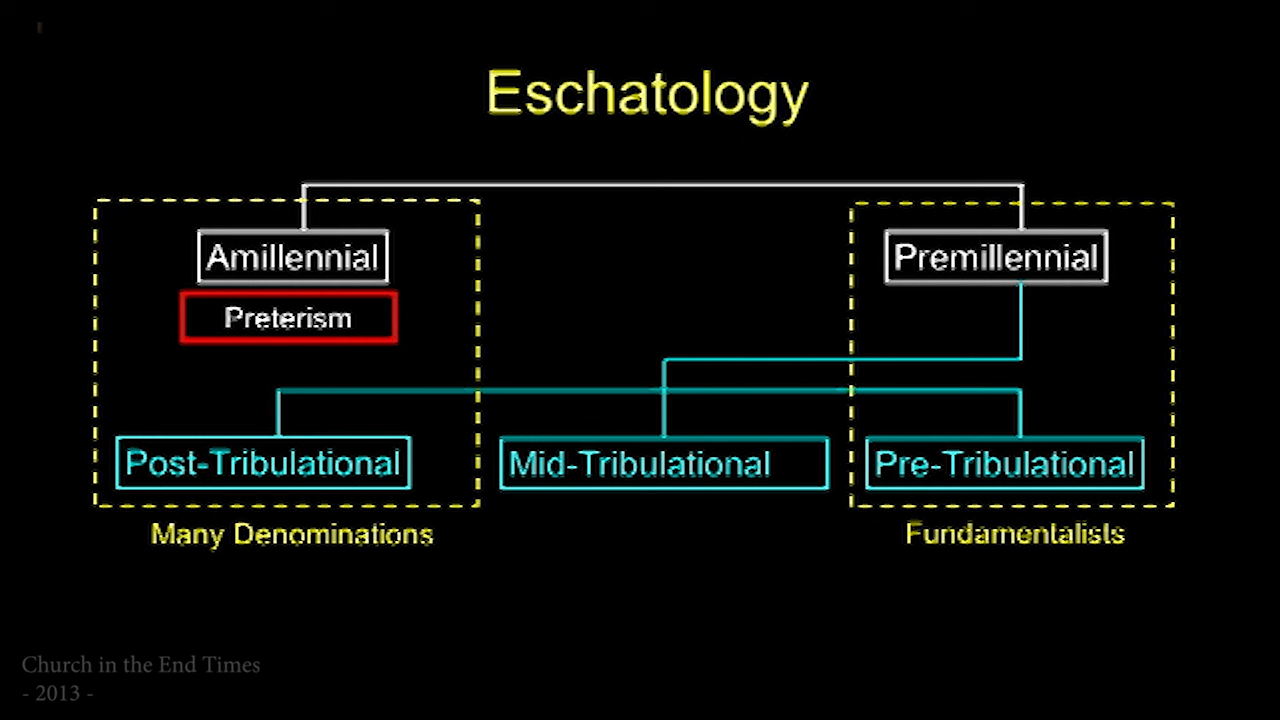 Eschatology
Amillennial
Premillennial
Preterism
Post-Tribulational
Mid-Tribulational
Pre-Tribulational
Many Denominations
Fundamentalists
Church in the End Times
- 2013 -